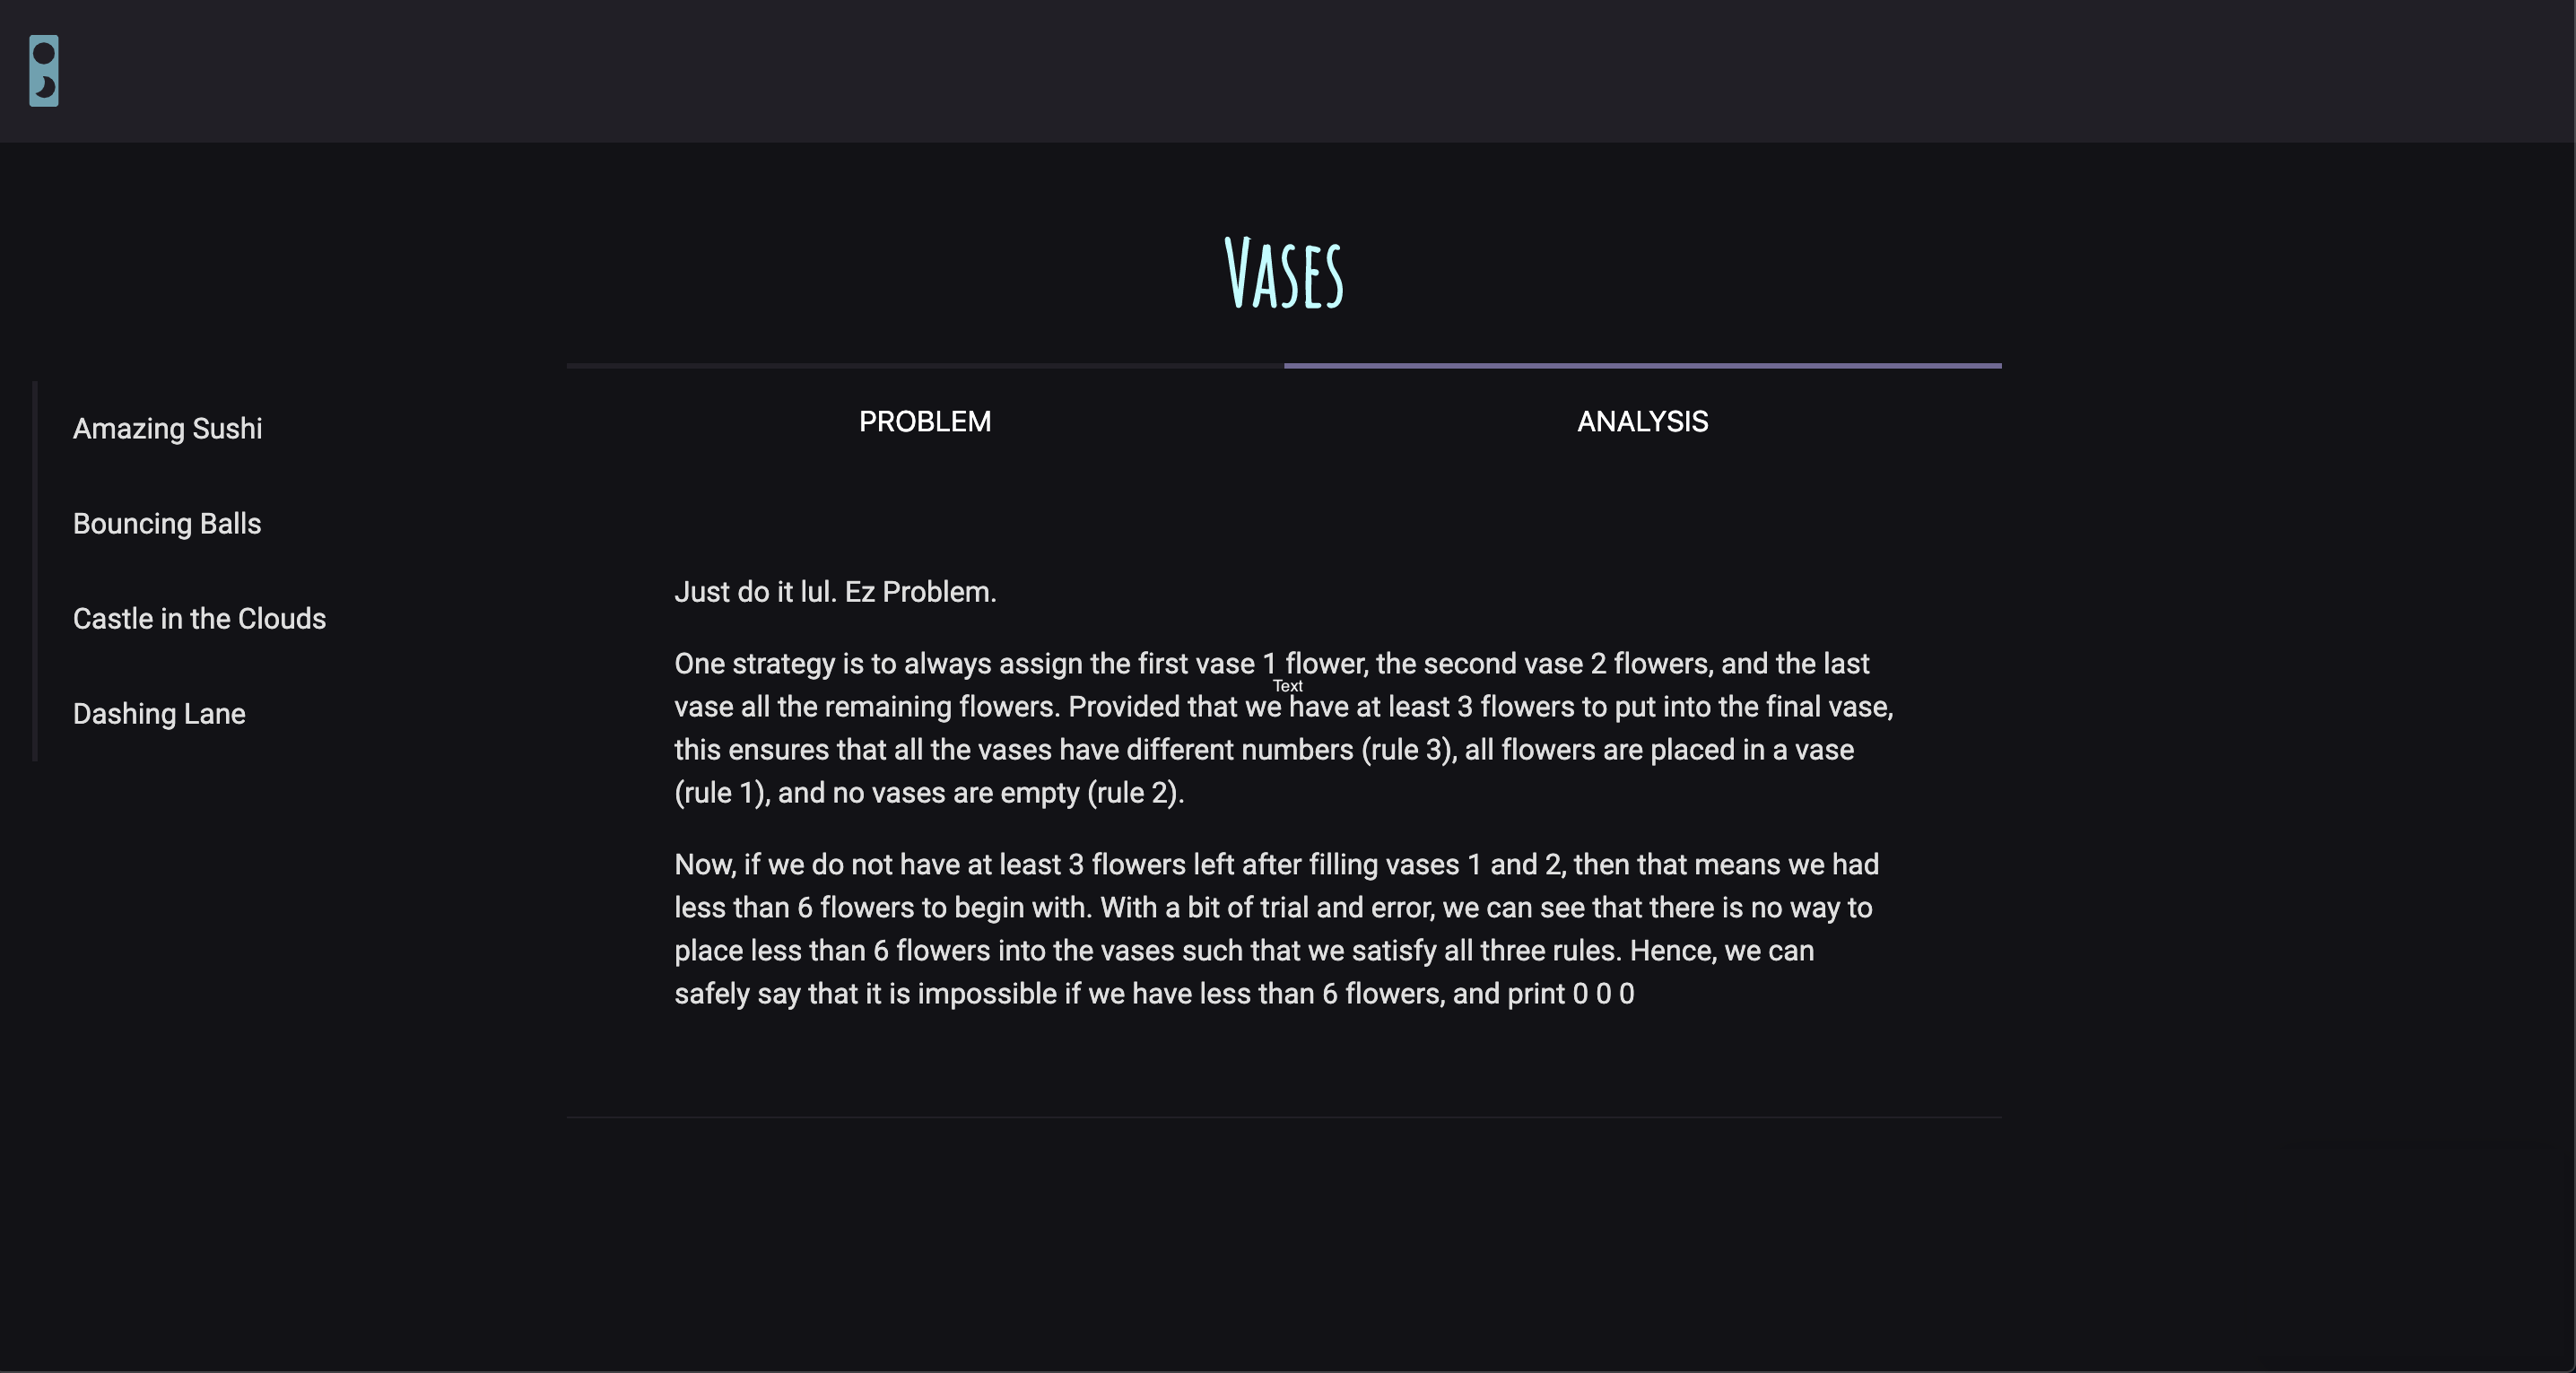 Vases
Amazing Sushi
Bouncing Balls
Castle in the Clouds
Dashing Lane
PROBLEM
ANALYSIS
Just do it lul. Ez Problem.
One strategy is to always assign the first vase 1 flower, the second vase 2 flowers, and the last
Text
vase all the remaining flowers. Provided that we have at least 3 flowers to put into the final vase,
this ensures that all the vases have different numbers (rule 3), all flowers are placed in a vase
(rule 1), and no vases are empty (rule 2).
Now, if we do not have at least 3 flowers left after filling vases 1 and 2, then that means we had
less than 6 flowers to begin with. With a bit of trial and error, we can see that there is no way to
place less than 6 flowers into the vases such that we satisfy all three rules. Hence, we can
safely say that it is impossible if we have less than 6 flowers, and print 0 0 0